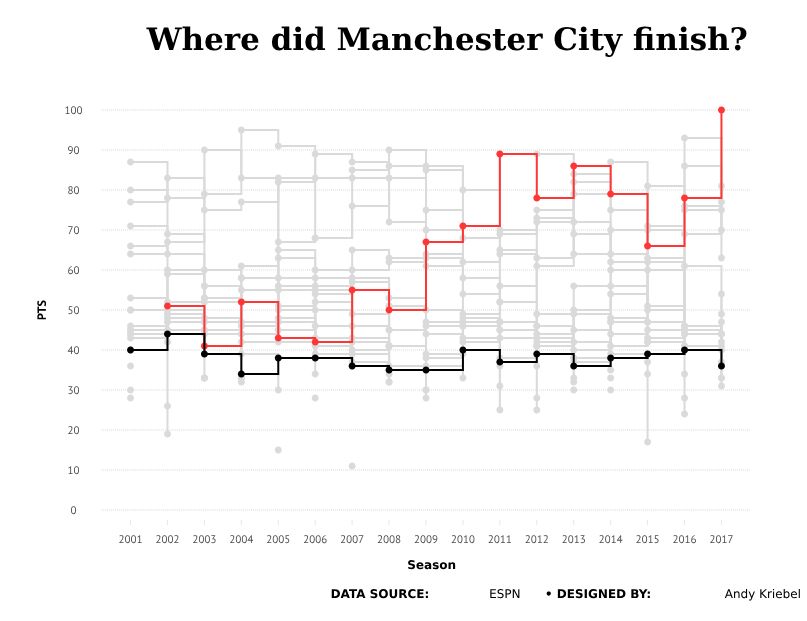 Where did Manchester City finish?
100
90
80
70
60
50
40
30
20
10
0
PTS
2001 2002 2003 2004 2005 2006 2007 2008 2009 2010 2011 2012 2013 2014 2015 2016 2017
Season
DATA SOURCE: ESPN • DESIGNED BY: Andy Kriebel